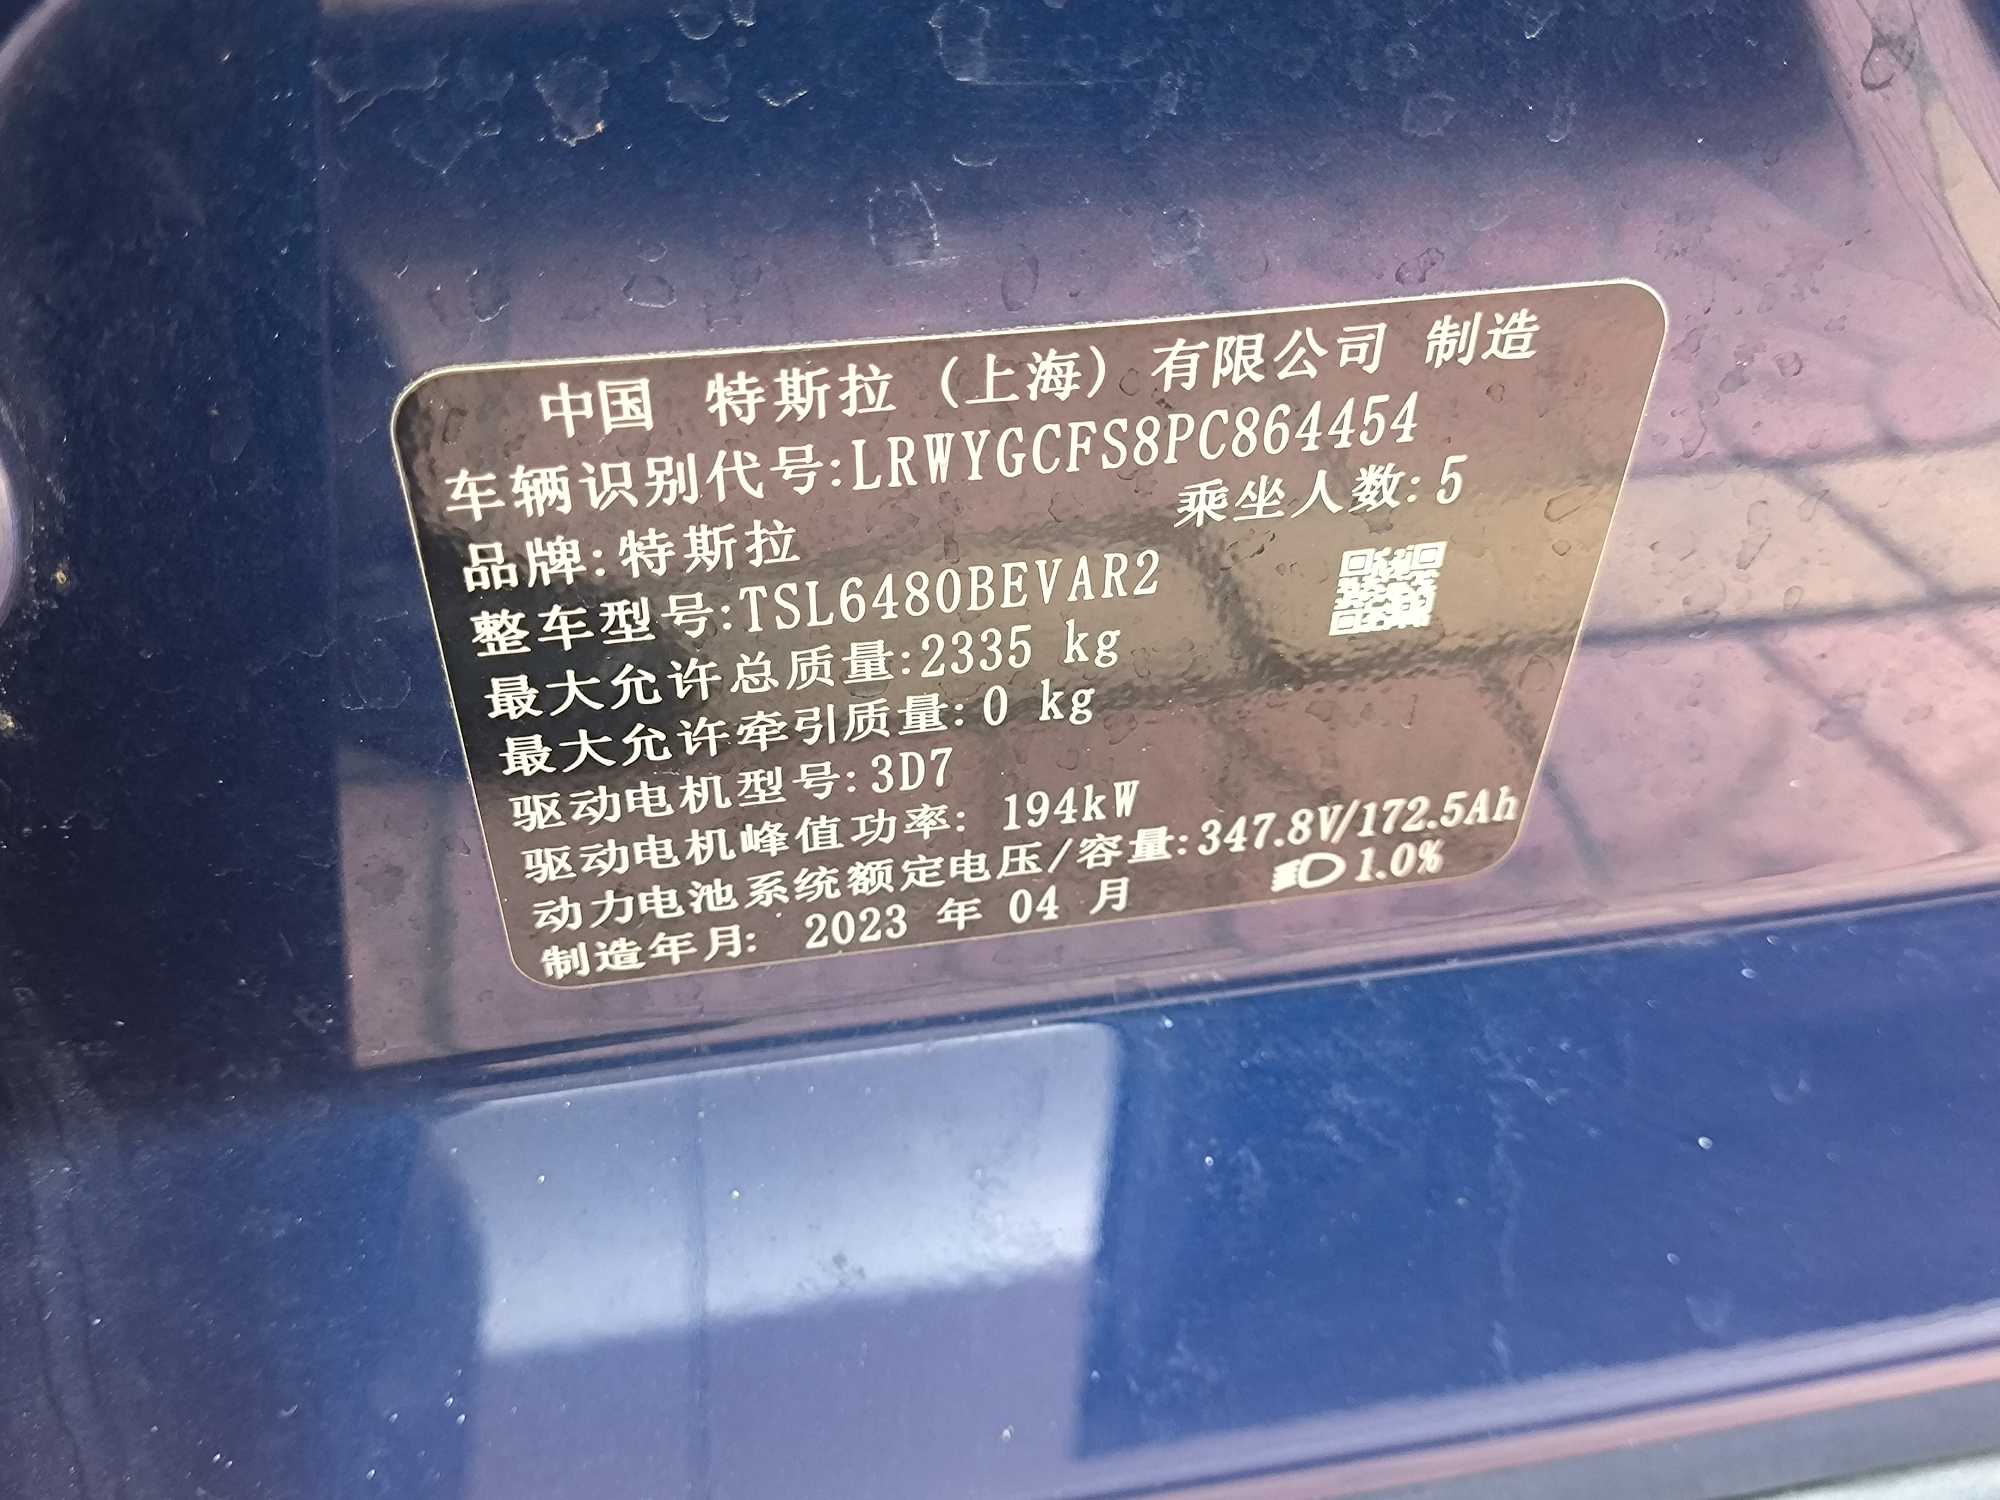 中国 特斯拉（上海）有限公司 制造
车辆识别代号:LRWYGCFS8PC864454
品牌:特斯拉 乘坐人数:5
整车型号:TSL6480BEVAR2
最大允许总质量:2335 kg
最大允许牵引质量:0 kg
驱动电机型号:3D7
驱动电机峰值功率: 194kW
动力电池系统额定电压/容量:347.8V/172.5Ah
制造年月: 2023 年 04 月 1.0%